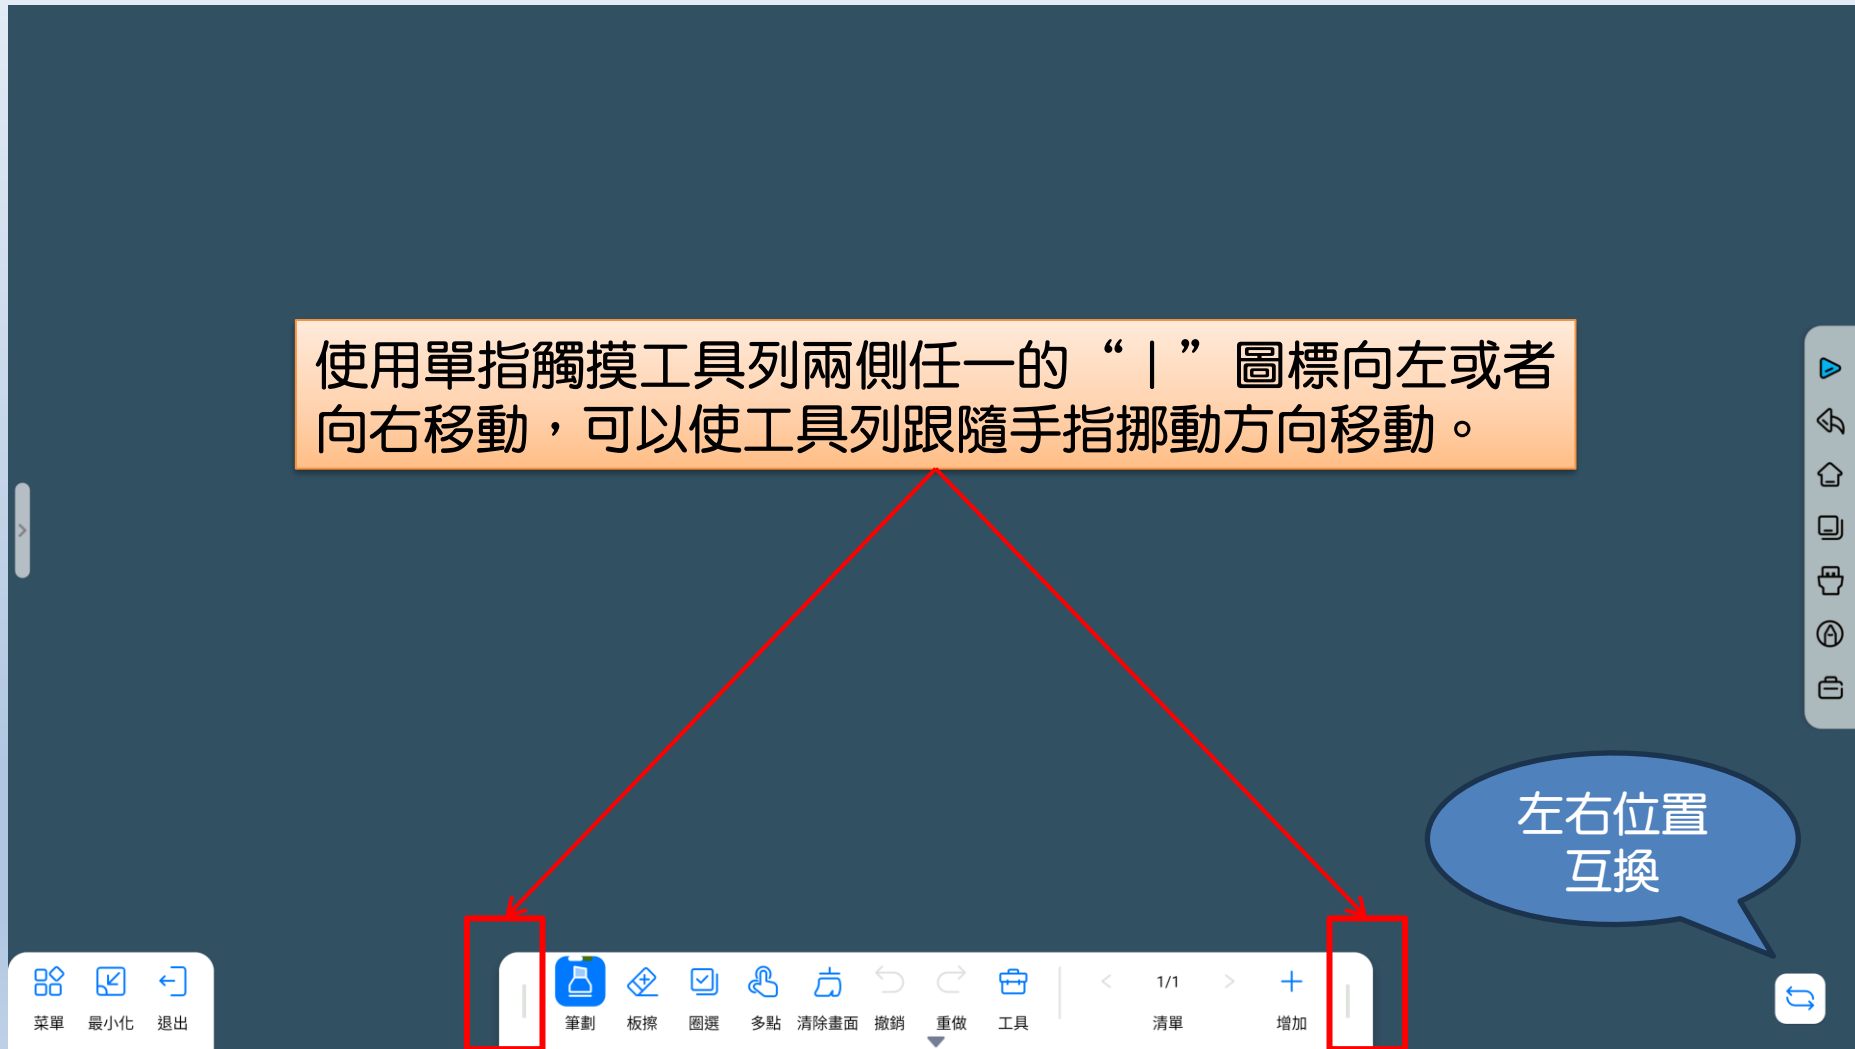 使用單指觸摸工具列兩側任一的“|”圖標向左或者
向右移動，可以使工具列跟隨手指挪動方向移動。
左右位置
互換
菜單 最小化 退出
筆劃 板擦 圈選 多點 清除畫面 撤銷 重做 工具 < 1/1 > 清單 增加